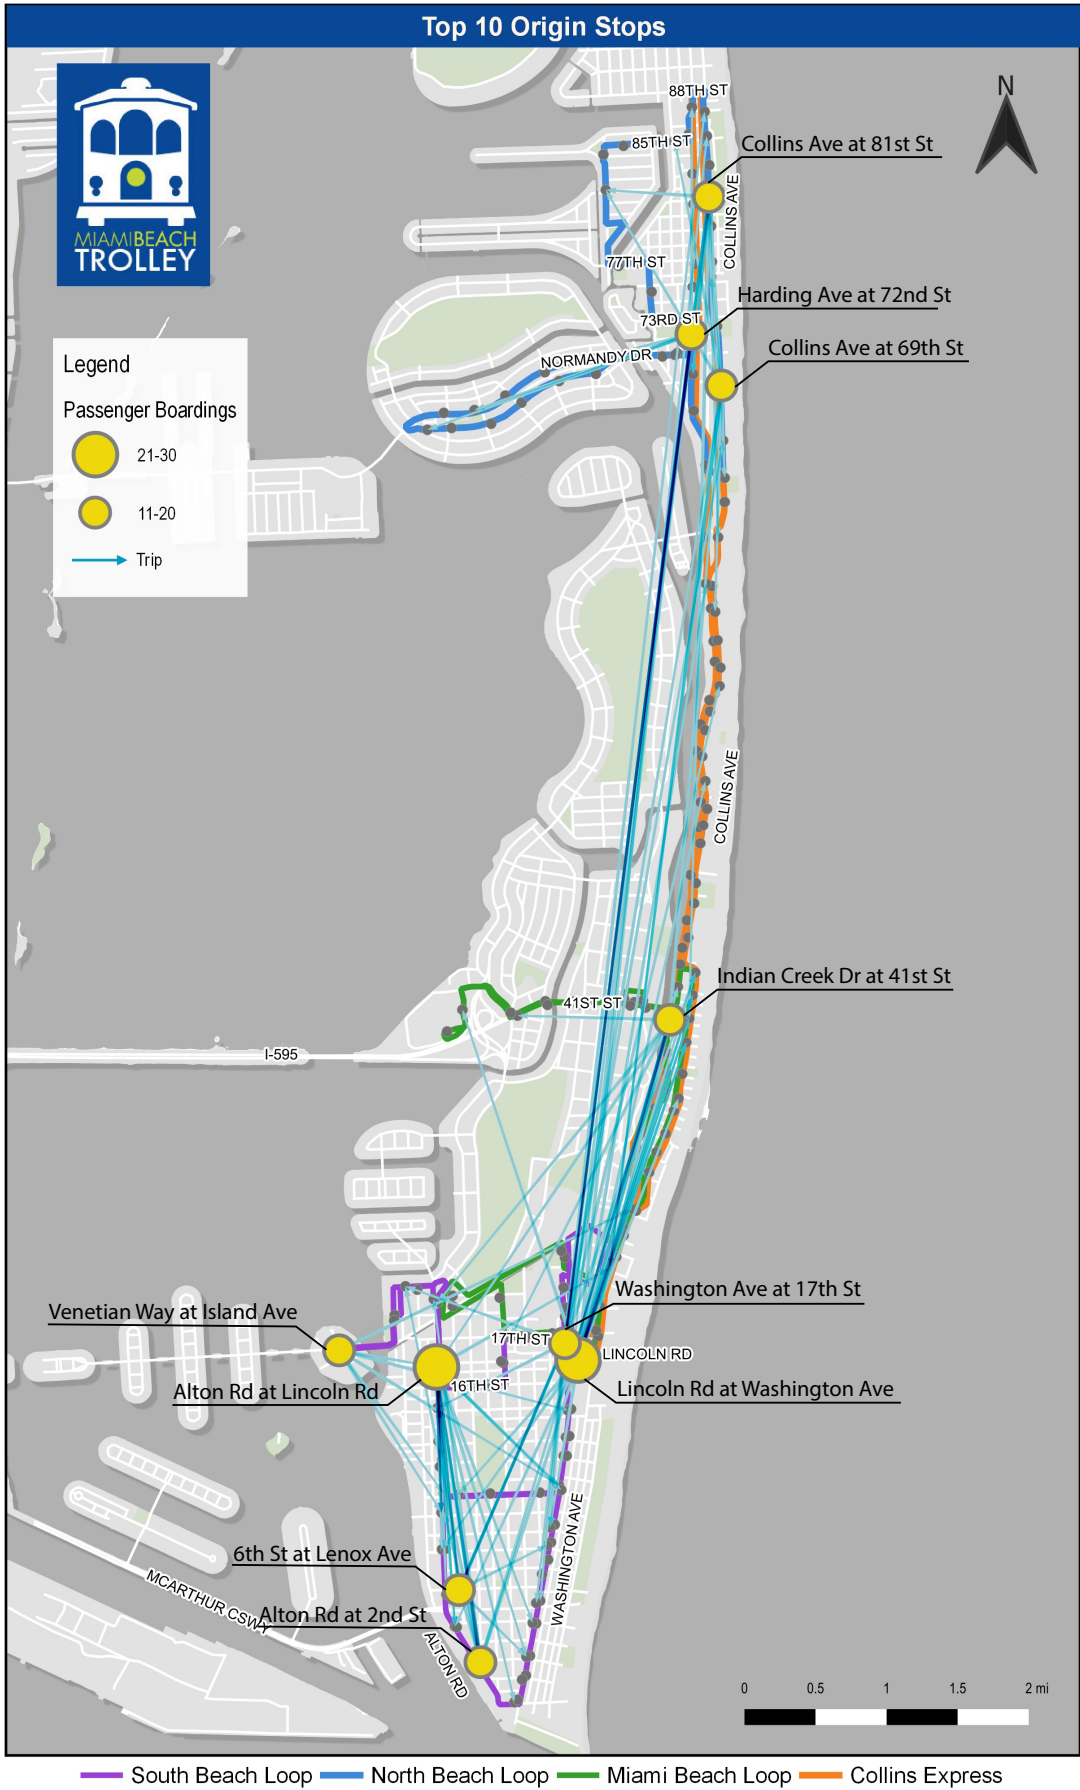 Top 10 Origin Stops
MIAMIBEACH
TROLLEY
N
88TH ST
85TH ST
Collins Ave at 81st St
COLLINS AVE
77TH ST
Harding Ave at 72nd St
73RD ST
Collins Ave at 69th St
NORMANDY DR
Legend
Passenger Boardings
21-30
11-20
Trip
COLLINS AVE
Indian Creek Dr at 41st St
41ST ST
I-595
Washington Ave at 17th St
Venetian Way at Island Ave
17TH ST
LINCOLN RD
Alton Rd at Lincoln Rd
16TH ST
Lincoln Rd at Washington Ave
WASHINGTON AVE
6th St at Lenox Ave
MCARTHUR CSWY
Alton Rd at 2nd St
ALTON RD
0 0.5 1 1.5 2 mi
South Beach Loop North Beach Loop Miami Beach Loop Collins Express